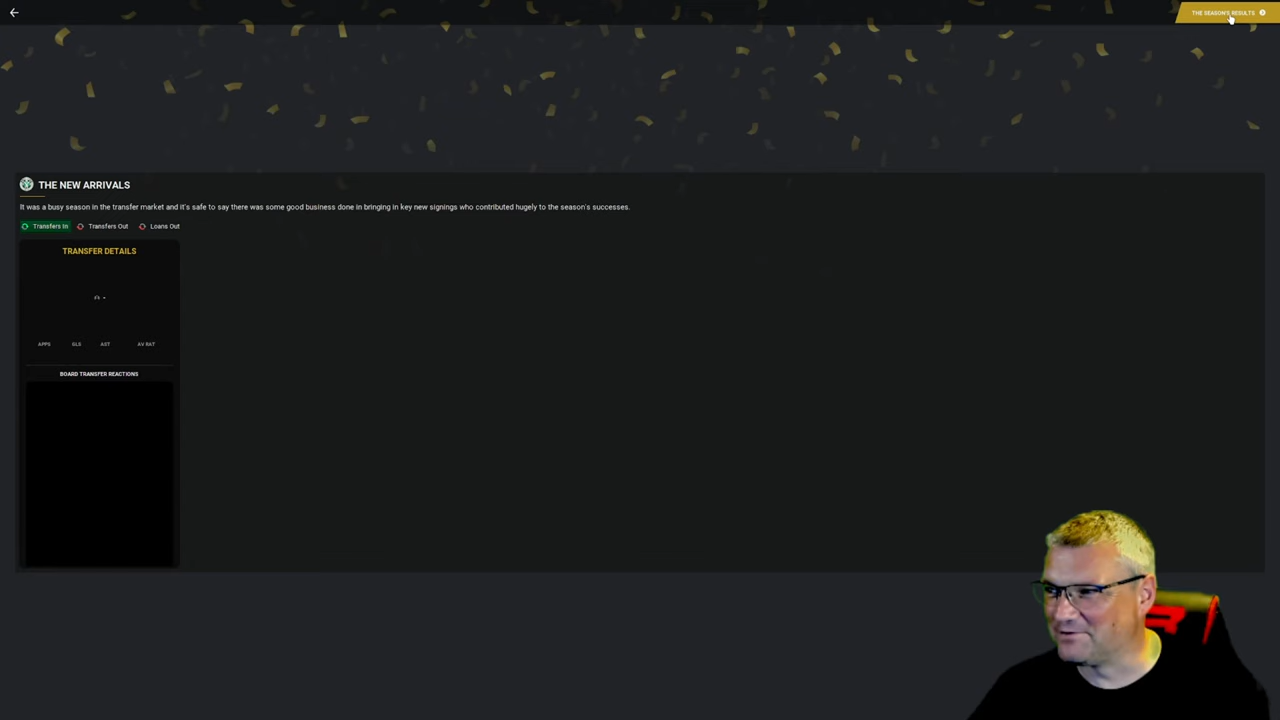 THE SEASON'S RESULTS
THE NEW ARRIVALS
It was a busy season in the transfer market and it's safe to say there was some good business done in bringing in key new signings who contributed hugely to the season's successes.
Transfers In Transfers Out Loans Out
TRANSFER DETAILS
-
APPS GLS AST AV RAT
BOARD TRANSFER REACTIONS